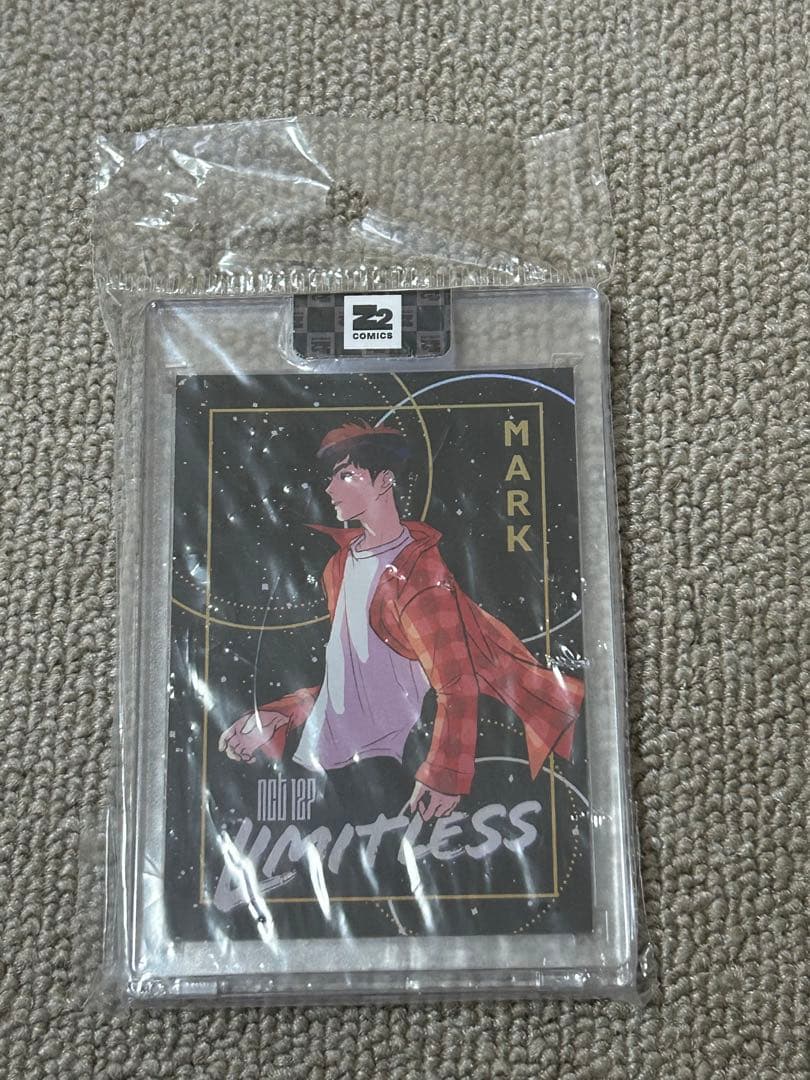 Z2
COMICS
MARK
nct 127
LIMITLESS